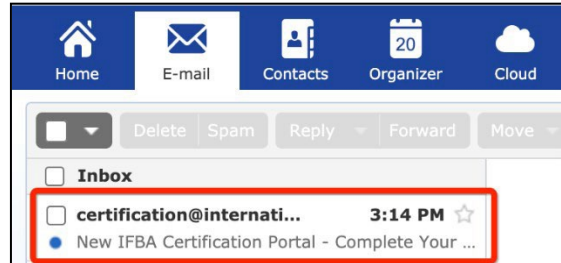 20
Home E-mail Contacts Organizer Cloud
Delete Spam Reply Forward Move
Inbox
certification@internati... 3:14 PM
New IFBA Certification Portal - Complete Your ...